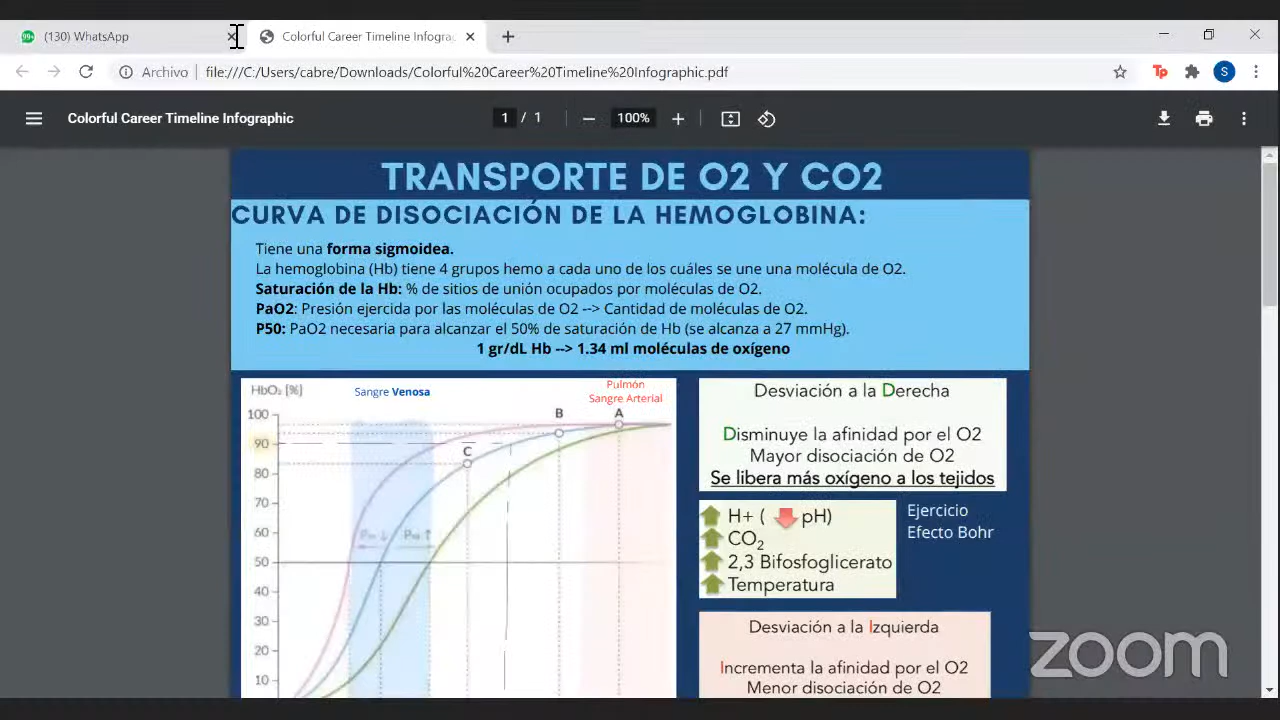 (130) WhatsApp
Colorful Career Timeline Infogra
Archivo
file:///C:/Users/cabre/Downloads/Colorful%20Career%20Timeline%20Infographic.pdf
Tp
S
Colorful Career Timeline Infographic
1 / 1
100%
TRANSPORTE DE O2 Y CO2
CURVA DE DISOCIACIÓN DE LA HEMOGLOBINA:
Tiene una forma sigmoidea.
La hemoglobina (Hb) tiene 4 grupos hemo a cada uno de los cuáles se une una molécula de O2.
Saturación de la Hb: % de sitios de unión ocupados por moléculas de O2.
PaO2: Presión ejercida por las moléculas de O2 --> Cantidad de moléculas de O2.
P50: PaO2 necesaria para alcanzar el 50% de saturación de Hb (se alcanza a 27 mmHg).
1 gr/dL Hb --> 1.34 ml moléculas de oxígeno
HbO₂ (%)
Sangre Venosa
Pulmón
Sangre Arterial
B
A
C
100
90
80
70
60
50
40
30
20
10
P₅₀ ↓ P₅₀ ↑
Desviación a la Derecha
Disminuye la afinidad por el O2
Mayor disociación de O2
Se libera más oxígeno a los tejidos
H+ ( pH)
CO₂
2,3 Bifosfoglicerato
Temperatura
Ejercicio
Efecto Bohr
Desviación a la Izquierda
Incrementa la afinidad por el O2
Menor disociación de O2
zoom